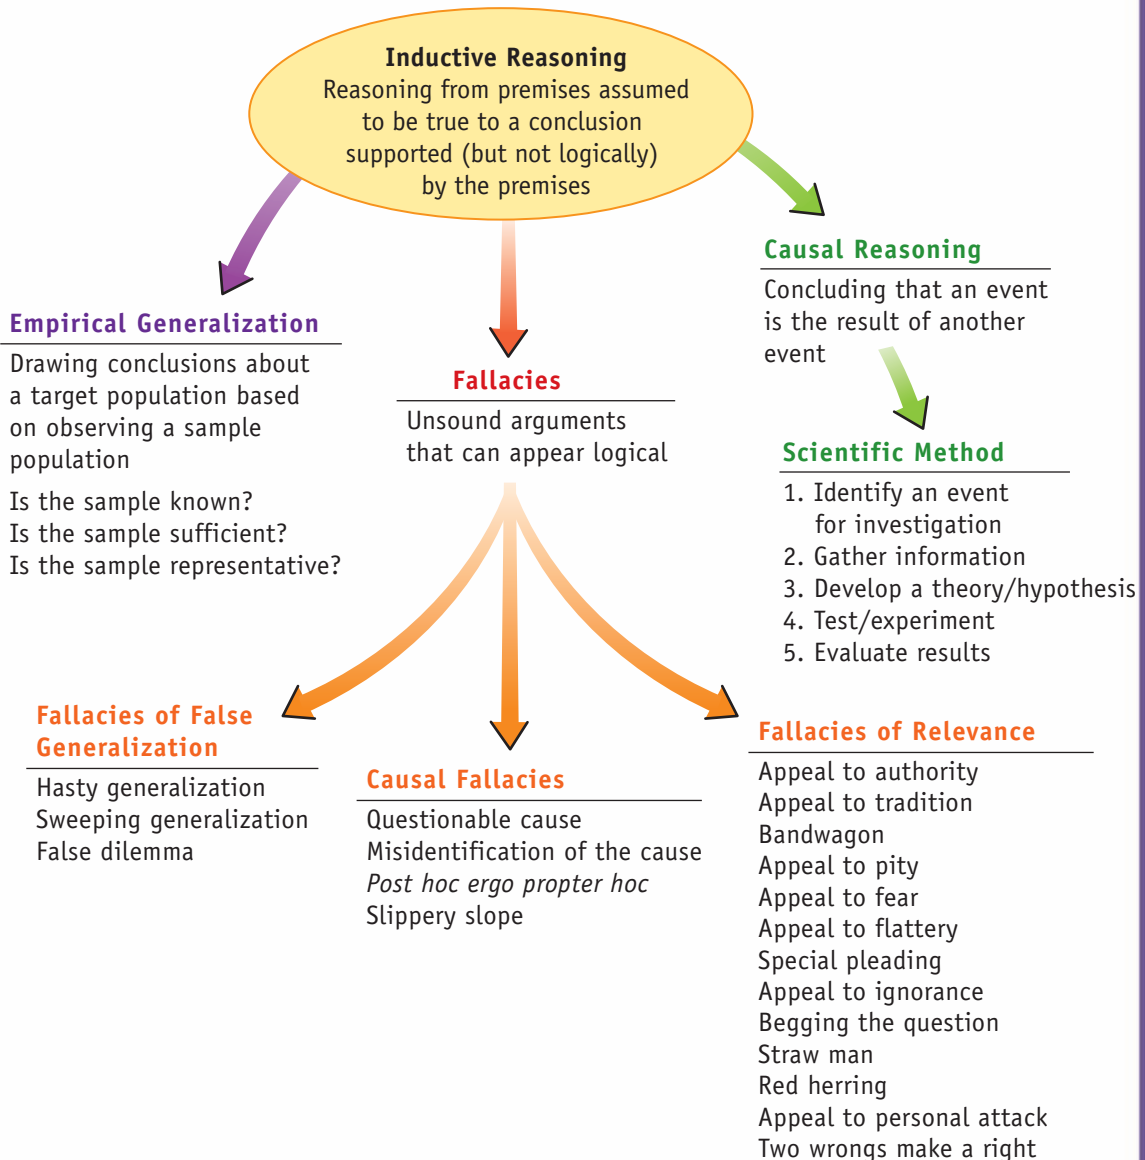 Inductive Reasoning
Reasoning from premises assumed
to be true to a conclusion
supported (but not logically)
by the premises
Empirical Generalization
Drawing conclusions about
a target population based
on observing a sample
population
Is the sample known?
Is the sample sufficient?
Is the sample representative?
Fallacies
Unsound arguments
that can appear logical
Causal Reasoning
Concluding that an event
is the result of another
event
Scientific Method
1. Identify an event
for investigation
2. Gather information
3. Develop a theory/hypothesis
4. Test/experiment
5. Evaluate results
Fallacies of False
Generalization
Hasty generalization
Sweeping generalization
False dilemma
Causal Fallacies
Questionable cause
Misidentification of the cause
Post hoc ergo propter hoc
Slippery slope
Fallacies of Relevance
Appeal to authority
Appeal to tradition
Bandwagon
Appeal to pity
Appeal to fear
Appeal to flattery
Special pleading
Appeal to ignorance
Begging the question
Straw man
Red herring
Appeal to personal attack
Two wrongs make a right